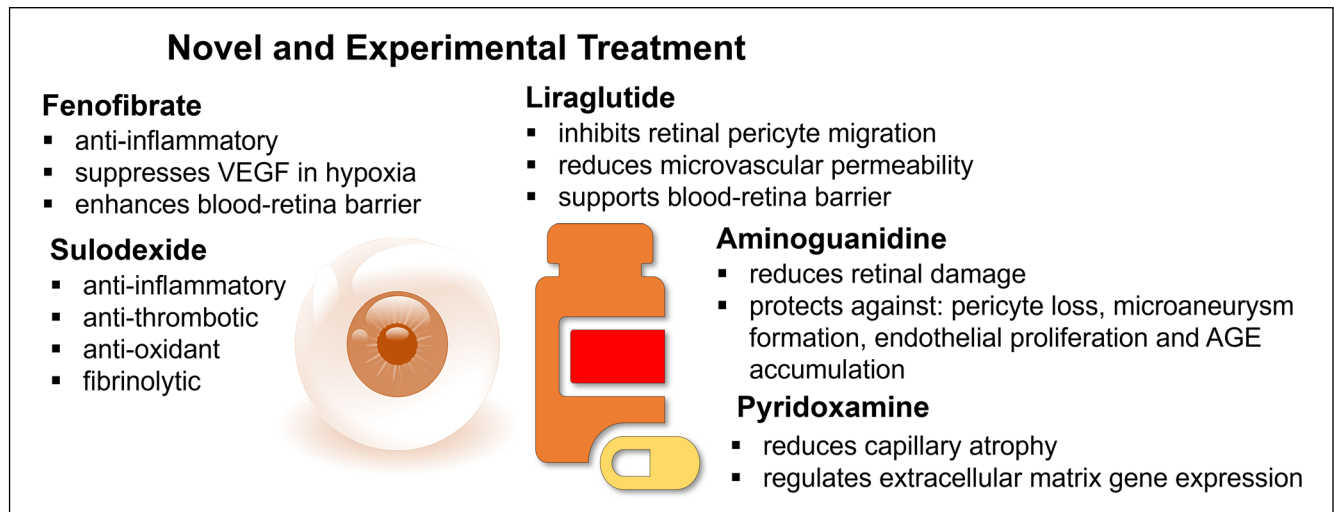 Novel and Experimental Treatment
Fenofibrate
▪ anti-inflammatory
▪ suppresses VEGF in hypoxia
▪ enhances blood-retina barrier
Sulodexide
▪ anti-inflammatory
▪ anti-thrombotic
▪ anti-oxidant
▪ fibrinolytic
Liraglutide
▪ inhibits retinal pericyte migration
▪ reduces microvascular permeability
▪ supports blood-retina barrier
Aminoguanidine
▪ reduces retinal damage
▪ protects against: pericyte loss, microaneurysm
formation, endothelial proliferation and AGE
accumulation
Pyridoxamine
▪ reduces capillary atrophy
▪ regulates extracellular matrix gene expression